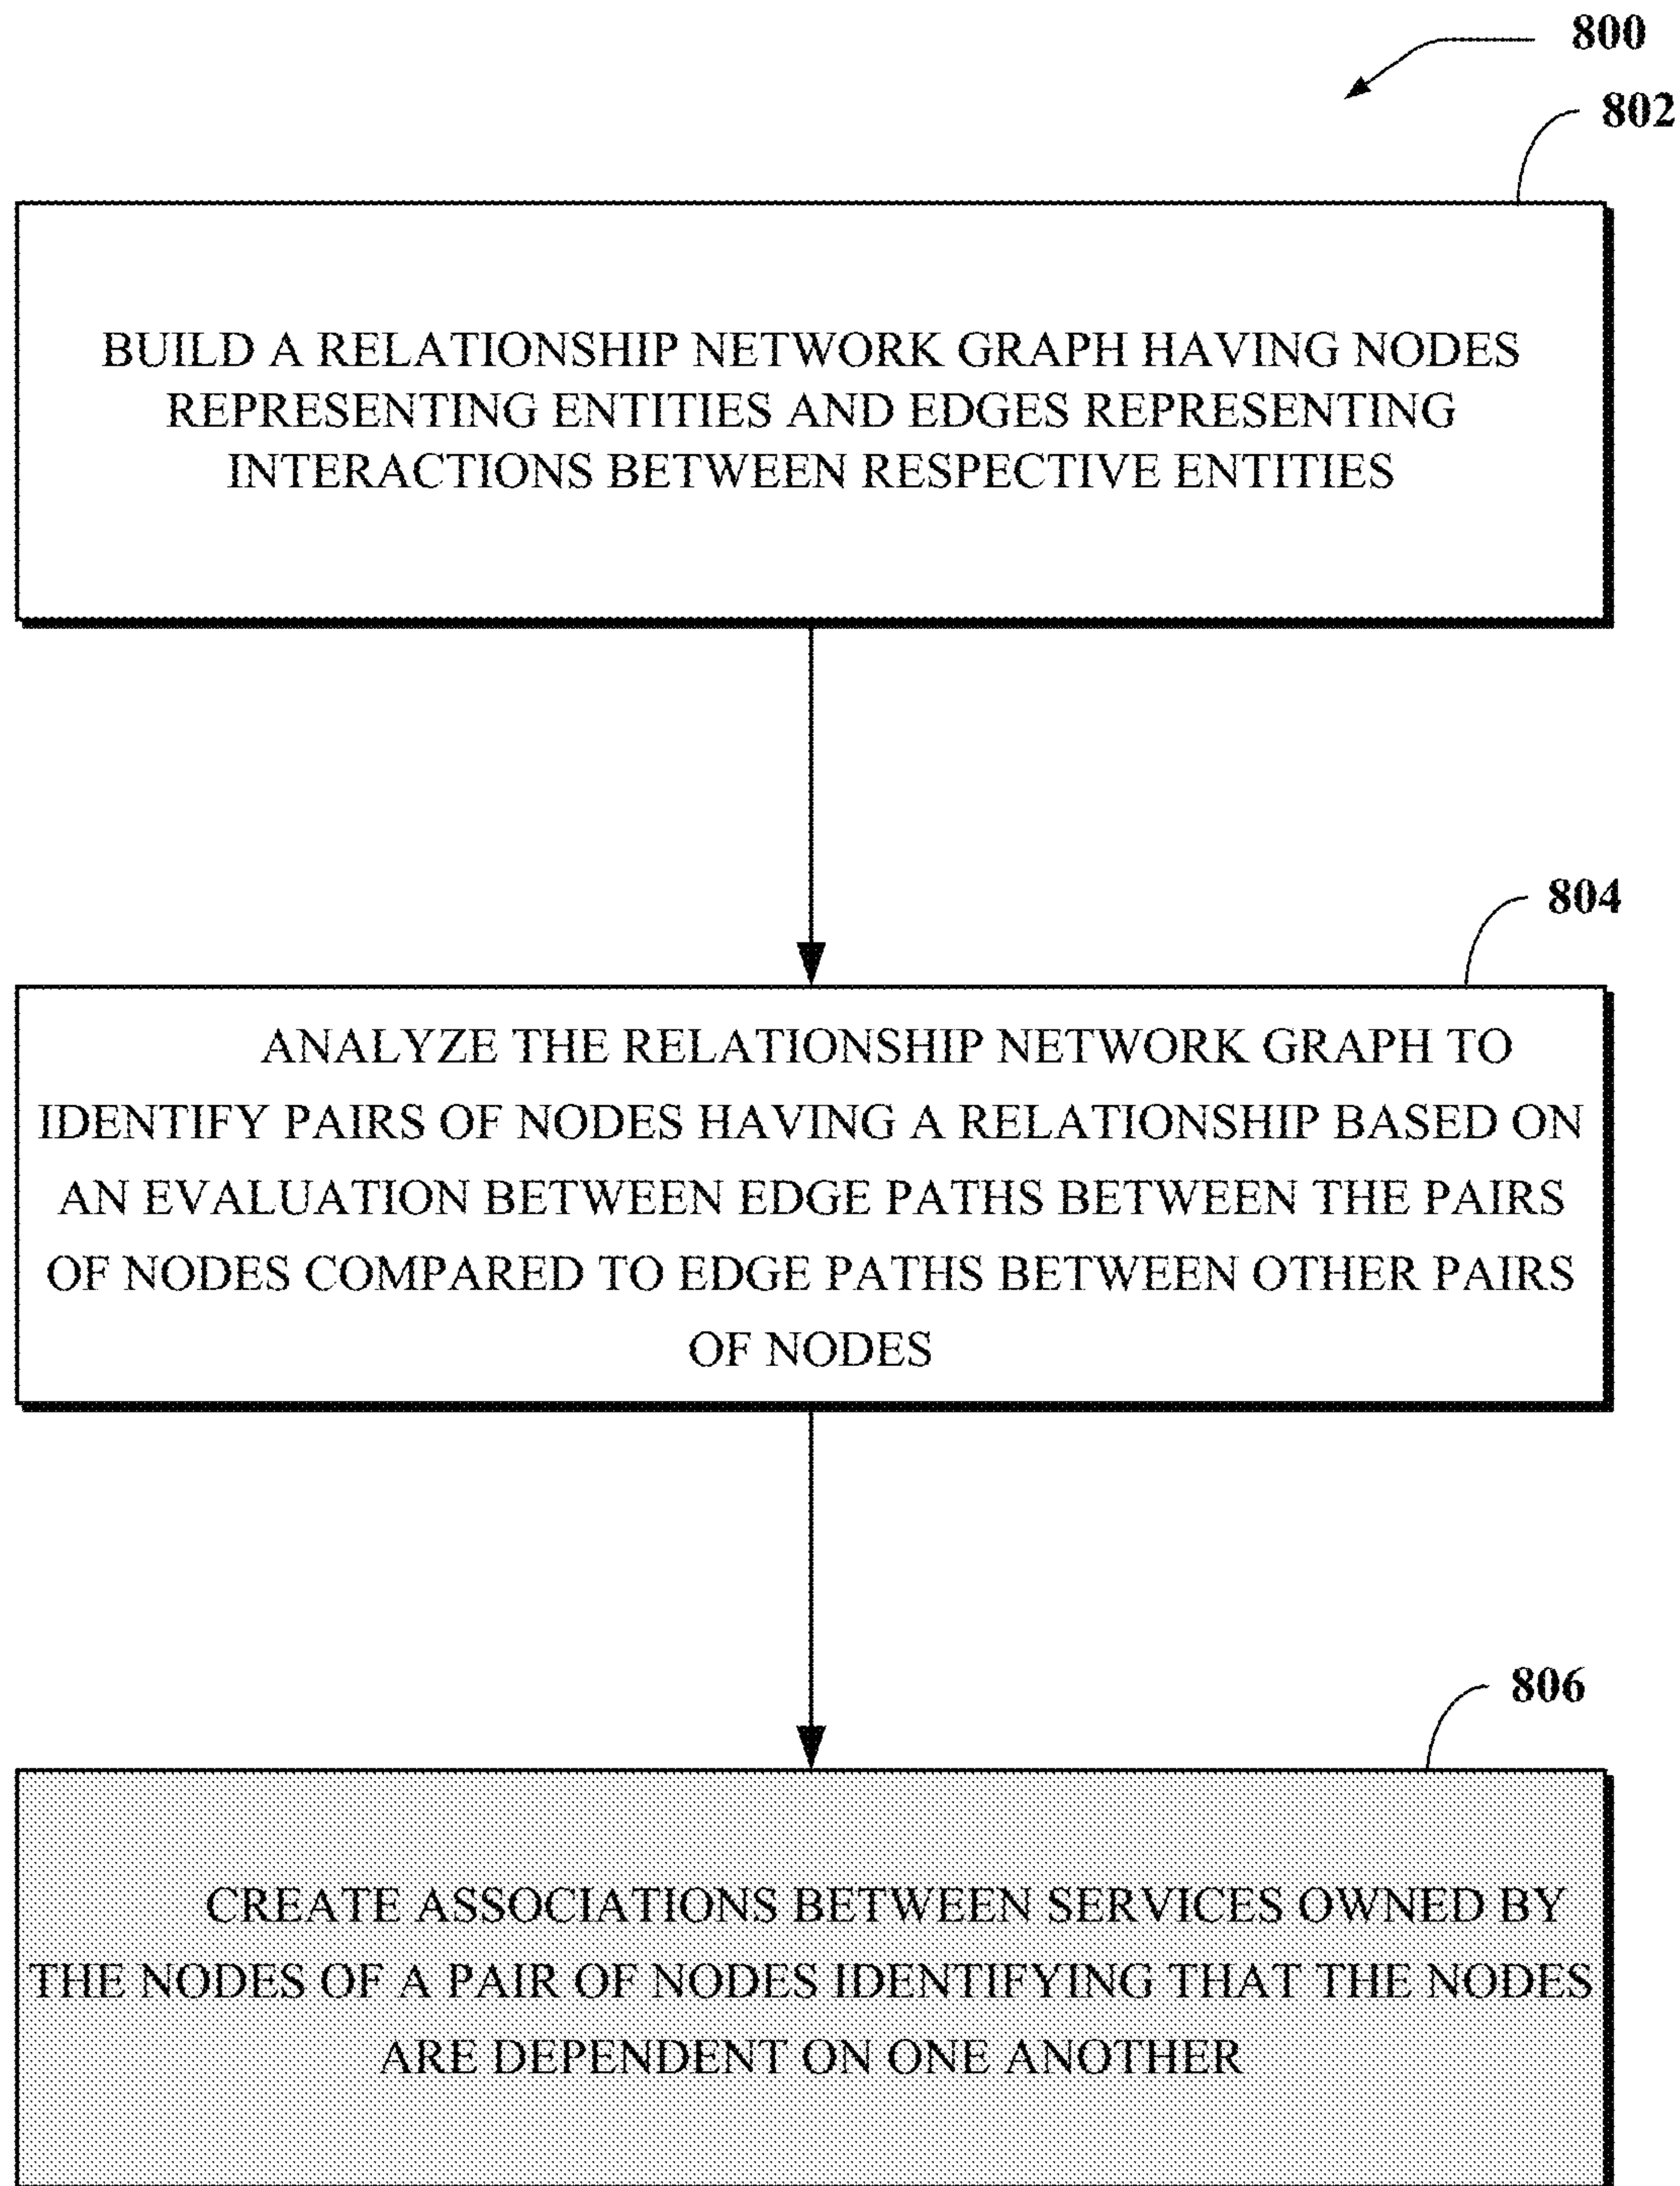 800
802
BUILD A RELATIONSHIP NETWORK GRAPH HAVING NODES
REPRESENTING ENTITIES AND EDGES REPRESENTING
INTERACTIONS BETWEEN RESPECTIVE ENTITIES
804
ANALYZE THE RELATIONSHIP NETWORK GRAPH TO
IDENTIFY PAIRS OF NODES HAVING A RELATIONSHIP BASED ON
AN EVALUATION BETWEEN EDGE PATHS BETWEEN THE PAIRS
OF NODES COMPARED TO EDGE PATHS BETWEEN OTHER PAIRS
OF NODES
806
CREATE ASSOCIATIONS BETWEEN SERVICES OWNED BY
THE NODES OF A PAIR OF NODES IDENTIFYING THAT THE NODES
ARE DEPENDENT ON ONE ANOTHER